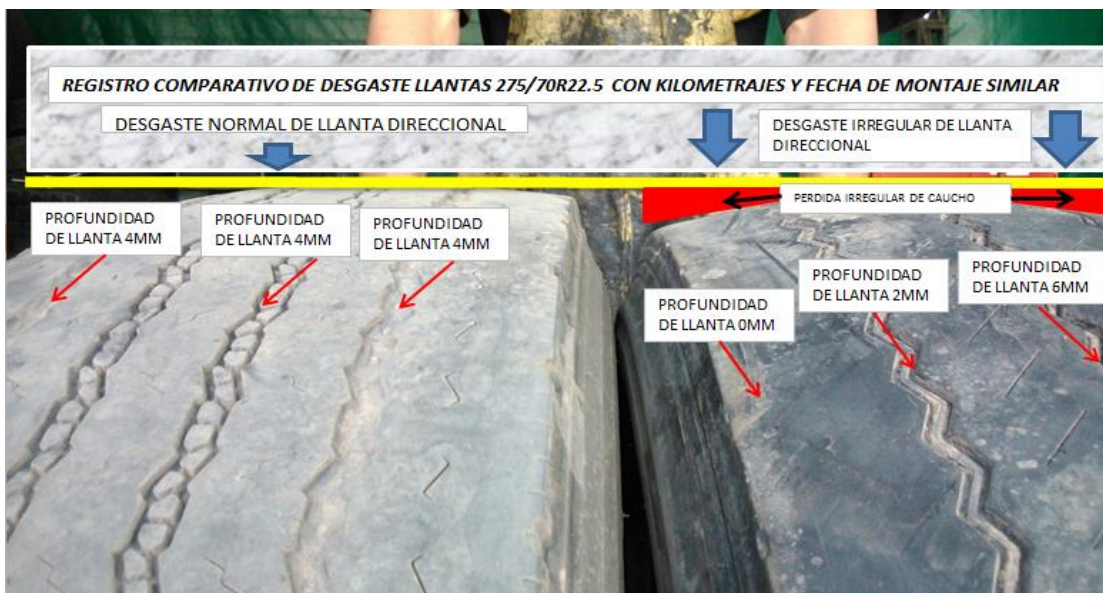 REGISTRO COMPARATIVO DE DESGASTE LLANTAS 275/70R22.5 CON KILOMETRAJES Y FECHA DE MONTAJE SIMILAR
DESGASTE NORMAL DE LLANTA DIRECCIONAL
DESGASTE IRREGULAR DE LLANTA
DIRECCIONAL
PERDIDA IRREGULAR DE CAUCHO
PROFUNDIDAD
DE LLANTA 4MM
PROFUNDIDAD
DE LLANTA 4MM
PROFUNDIDAD
DE LLANTA 4MM
PROFUNDIDAD
DE LLANTA 0MM
PROFUNDIDAD
DE LLANTA 2MM
PROFUNDIDAD
DE LLANTA 6MM